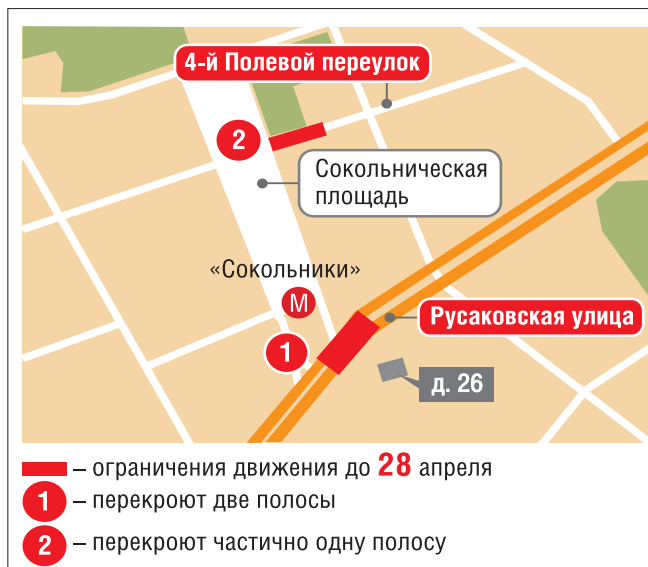 4-й Полевой переулок
2
Сокольническая
площадь
«Сокольники»
М
Русаковская улица
1
д. 26
– ограничения движения до 28 апреля
1 – перекроют две полосы
2 – перекроют частично одну полосу